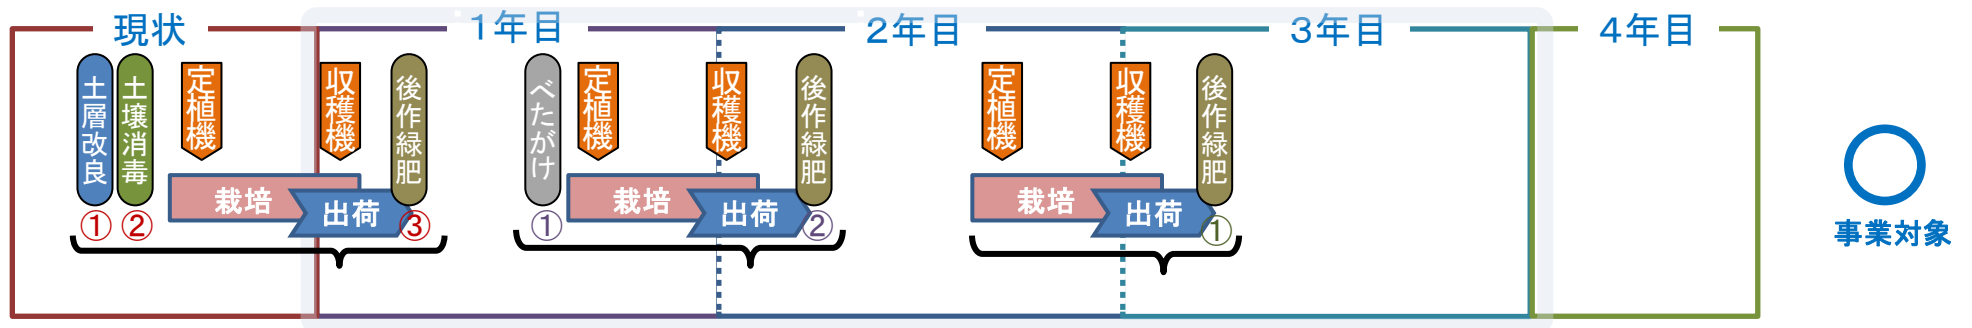 現状
1年目
2年目
3年目
4年目
土層改良
土壌消毒
定植機
収穫機
後作緑肥
べたがけ
定植機
収穫機
後作緑肥
定植機
収穫機
後作緑肥
栽培
出荷
栽培
出荷
栽培
出荷
①
②
③
①
②
①
事業対象